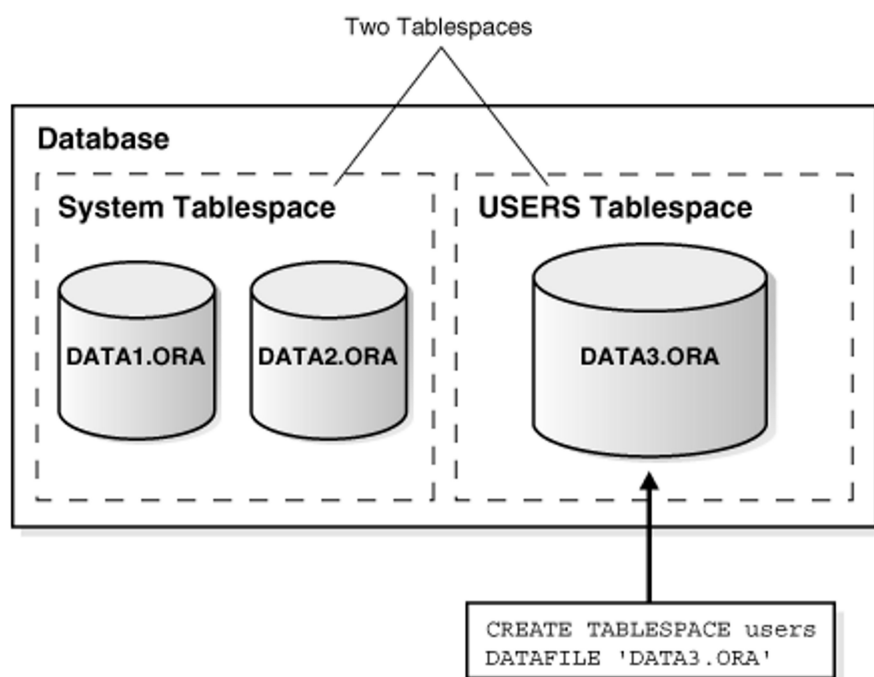 Two Tablespaces
Database
System Tablespace
USERS Tablespace
DATA1.ORA
DATA2.ORA
DATA3.ORA
CREATE TABLESPACE users
DATAFILE 'DATA3.ORA'